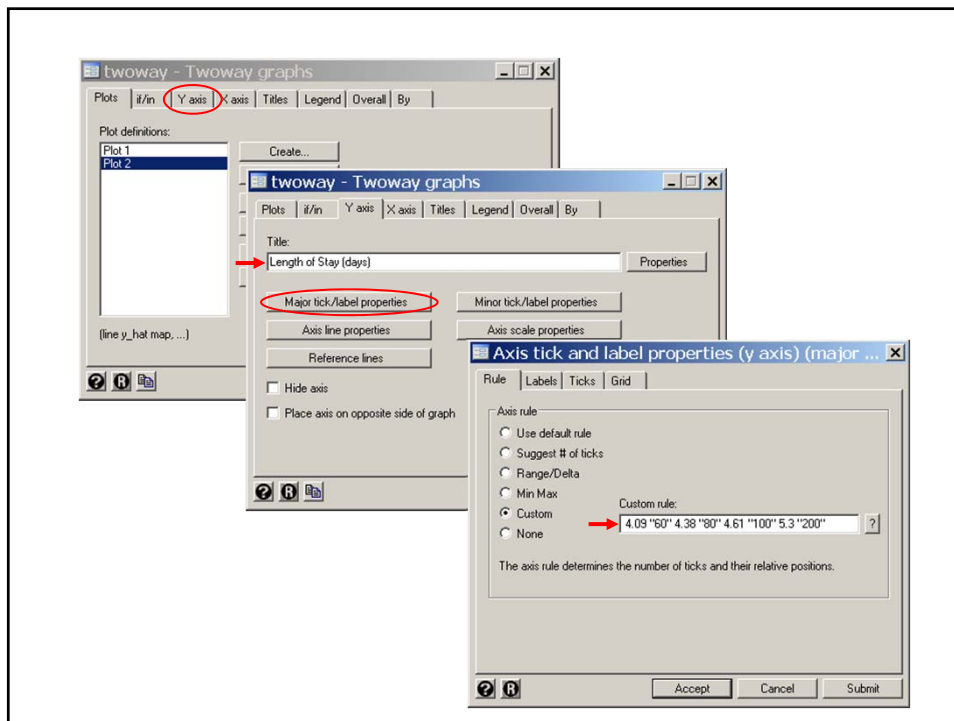 twoway - Twoway graphs
Plots if/in Y axis X axis Titles Legend Overall By
Plot definitions:
Plot 1
Plot 2
Create...
(line y_hat map, ...)
twoway - Twoway graphs
Plots if/in Y axis X axis Titles Legend Overall By
Title:
Length of Stay (days)
Properties
Major tick/label properties
Minor tick/label properties
Axis line properties
Axis scale properties
Reference lines
Hide axis
Place axis on opposite side of graph
Axis tick and label properties (y axis) (major ...
Rule Labels Ticks Grid
Axis rule
Use default rule
Suggest # of ticks
Range/Delta
Min Max
Custom
None
Custom rule:
4.09 "60" 4.38 "80" 4.61 "100" 5.3 "200"
?
The axis rule determines the number of ticks and their relative positions.
? R
? R
? R
Accept Cancel Submit